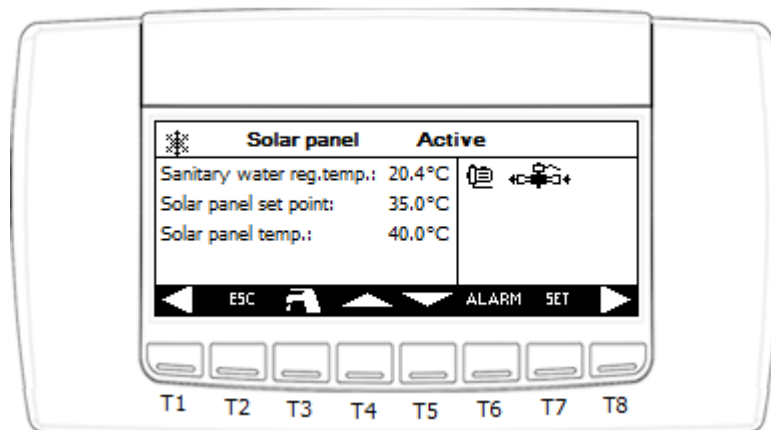 Solar panel Active
Sanitary water reg.temp.: 20.4°C
Solar panel set point: 35.0°C
Solar panel temp.: 40.0°C
ESC ALARM SET
T1 T2 T3 T4 T5 T6 T7 T8